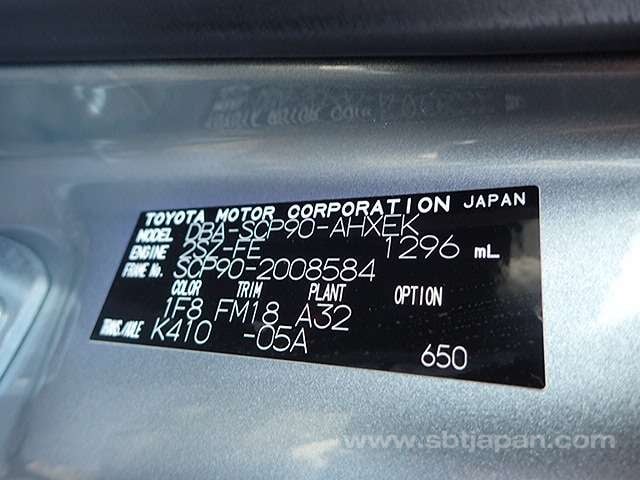 TOYOTA MOTOR CORPORATION JAPAN
MODEL DBA-SCP90-AHXEK
ENGINE 2SZ-FE 1296 mL
FRAME No. SCP90-2008584
COLOR TRIM PLANT OPTION
1F8 FM18 A32
TRANS./AXLE K410 -05A
650
www.sbtjapan.com